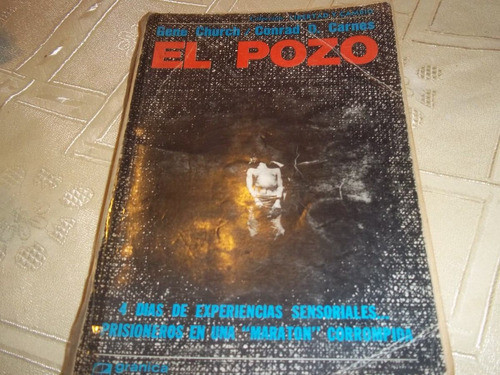 Gene Church - Conrad D. Carnes
EL POZO
4 DIAS DE EXPERIENCIAS SENSORIALES...
PRISIONEROS EN UNA "MARATON" CORROMPIDA
granica